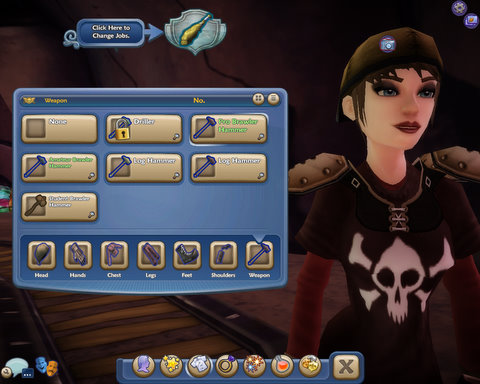 Click Here to
Change Jobs.
Weapon
No.
None
Driller
Pro Brawler
Hammer
Amateur Brawler
Hammer
Log Hammer
Log Hammer
Student Brawler
Hammer
Head
Hands
Chest
Legs
Feet
Shoulders
Weapon